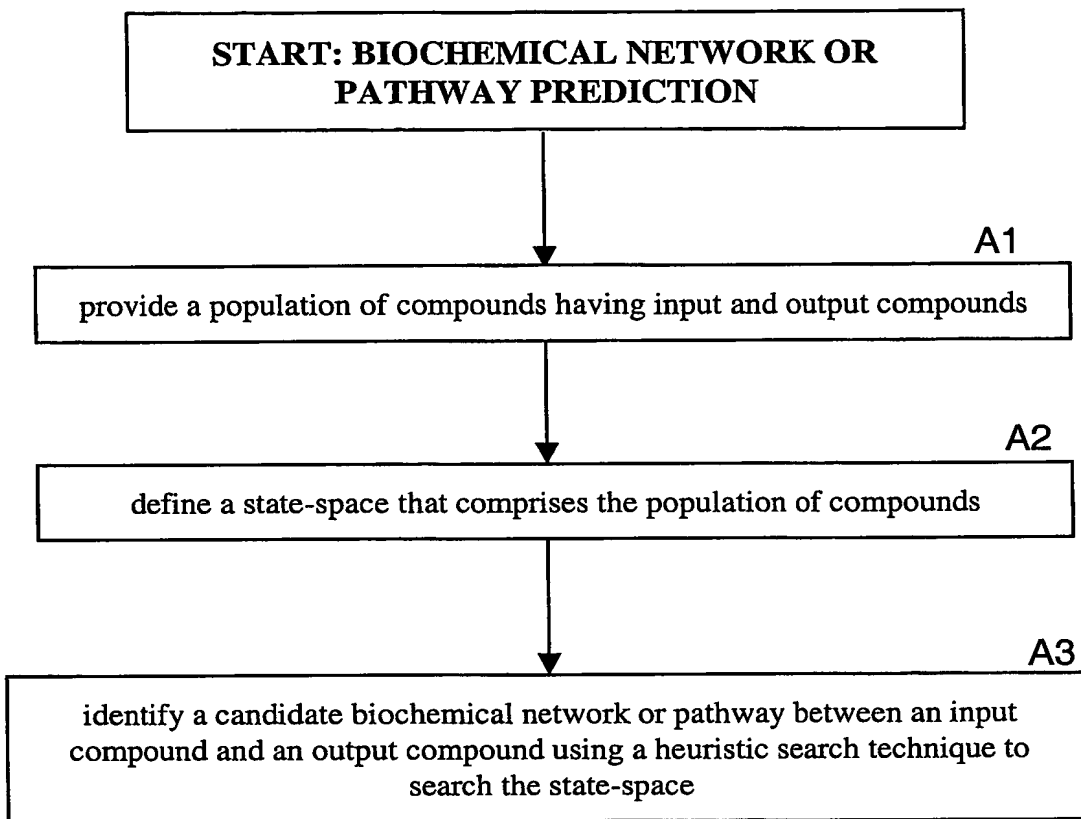 START: BIOCHEMICAL NETWORK OR
PATHWAY PREDICTION
A1
provide a population of compounds having input and output compounds
A2
define a state-space that comprises the population of compounds
A3
identify a candidate biochemical network or pathway between an input
compound and an output compound using a heuristic search technique to
search the state-space